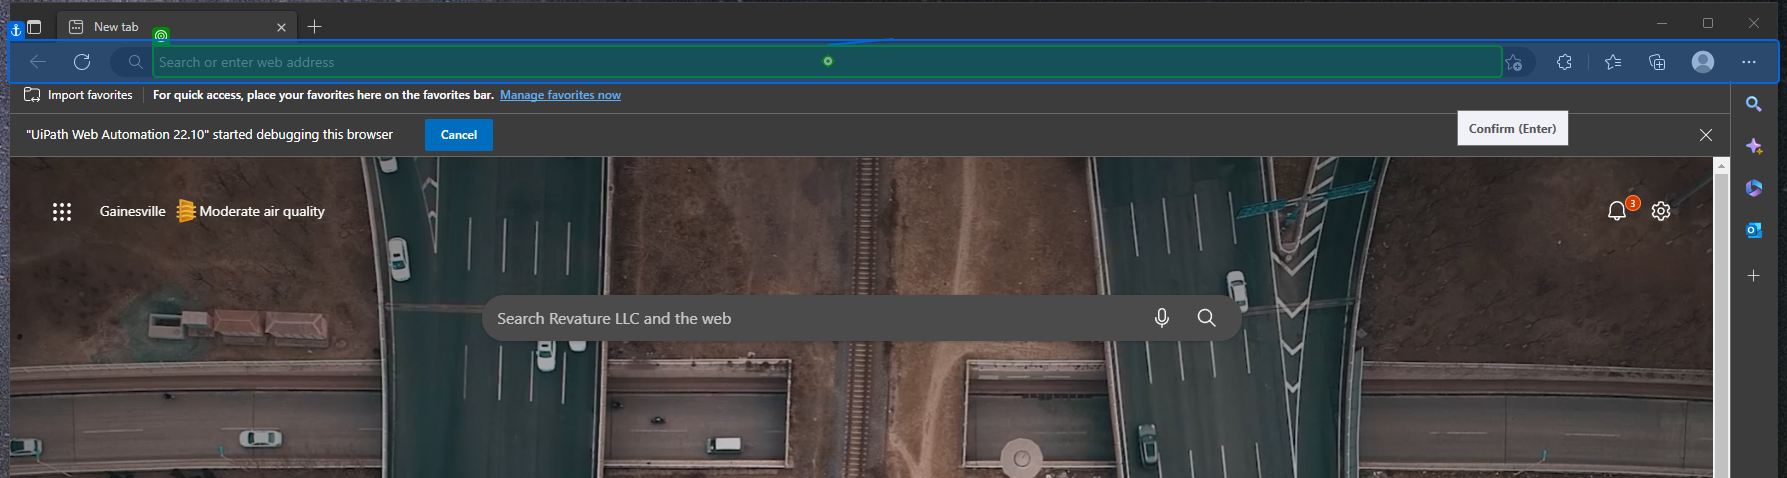 New tab
Search or enter web address
Import favorites For quick access, place your favorites here on the favorites bar. Manage favorites now
"UiPath Web Automation 22.10" started debugging this browser Cancel
Confirm (Enter)
Gainesville Moderate air quality
3
Search Revature LLC and the web